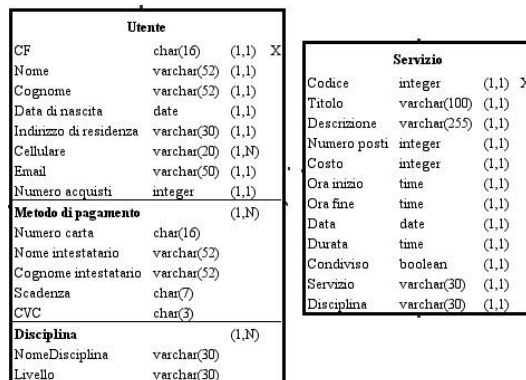 Utente
CF char(16) (1,1) X
Nome varchar(52) (1,1)
Cognome varchar(52) (1,1)
Data di nascita date (1,1)
Indirizzo di residenza varchar(30) (1,1)
Cellulare varchar(20) (1,N)
Email varchar(50) (1,1)
Numero acquisti integer (1,1)
Metodo di pagamento (1,N)
Numero carta char(16)
Nome intestatario varchar(52)
Cognome intestatario varchar(52)
Scadenza char(7)
CVC char(3)
Disciplina (1,N)
NomeDisciplina varchar(30)
Livello varchar(30)
Servizio
Codice integer (1,1) X
Titolo varchar(100) (1,1)
Descrizione varchar(255) (1,1)
Numero posti integer (1,1)
Costo integer (1,1)
Ora inizio time (1,1)
Ora fine time (1,1)
Data date (1,1)
Durata time (1,1)
Condiviso boolean (1,1)
Servizio varchar(30) (1,1)
Disciplina varchar(30) (1,1)